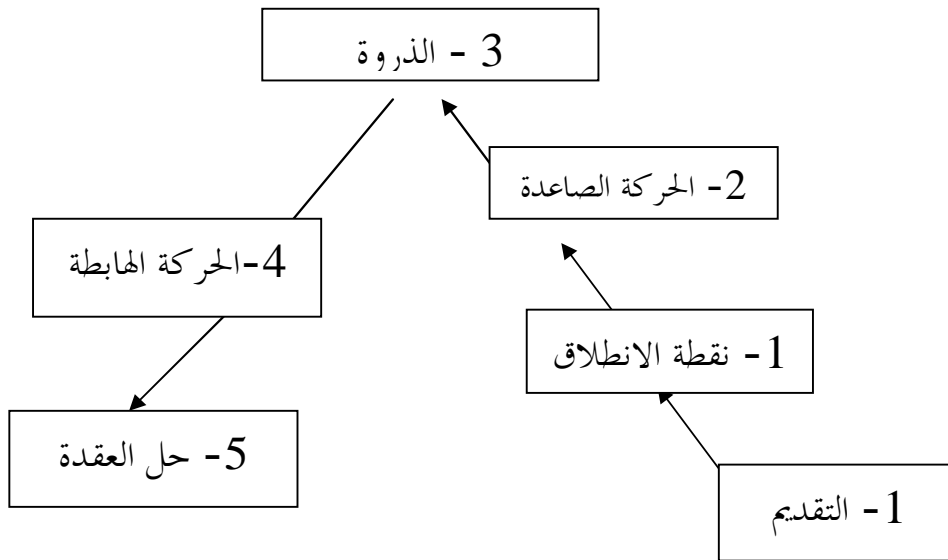 3 - الذروة
2- الحركة الصاعدة
4-الحركة الهابطة
1- نقطة الانطلاق
5- حل العقدة
1- التقديم